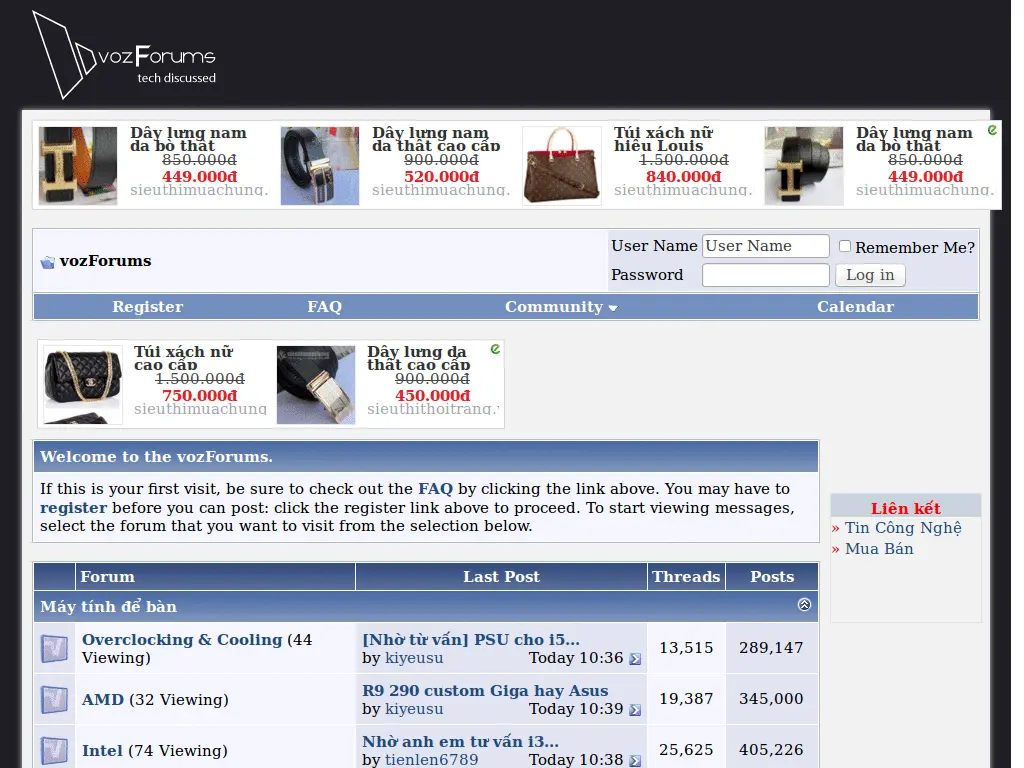 vozForums
tech discussed
Dây lưng nam
da bò thật
850.000đ
449.000đ
sieuthimuachung.
Dây lưng nam
da thật cao cấp
900.000đ
520.000đ
sieuthimuachung.
Túi xách nữ
hiệu Louis
1.500.000đ
840.000đ
sieuthimuachung.
Dây lưng nam
da bò thật
850.000đ
449.000đ
sieuthimuachung.
vozForums
User Name User Name Remember Me?
Password Log in
Register FAQ Community Calendar
Túi xách nữ
cao cấp
1.500.000đ
750.000đ
sieuthimuachung
Dây lưng da
thật cao cấp
900.000đ
450.000đ
sieuthithoitrang.
Welcome to the vozForums.
If this is your first visit, be sure to check out the FAQ by clicking the link above. You may have to
register before you can post: click the register link above to proceed. To start viewing messages,
select the forum that you want to visit from the selection below.
Liên kết
» Tin Công Nghệ
» Mua Bán
Forum Last Post Threads Posts
Máy tính để bàn
Overclocking & Cooling (44
Viewing)
[Nhờ từ vấn] PSU cho i5...
by kiyeusu Today 10:36
13,515 289,147
AMD (32 Viewing)
R9 290 custom Giga hay Asus
by kiyeusu Today 10:39
19,387 345,000
Intel (74 Viewing)
Nhờ anh em tư vấn i3...
by tienlen6789 Today 10:38
25,625 405,226